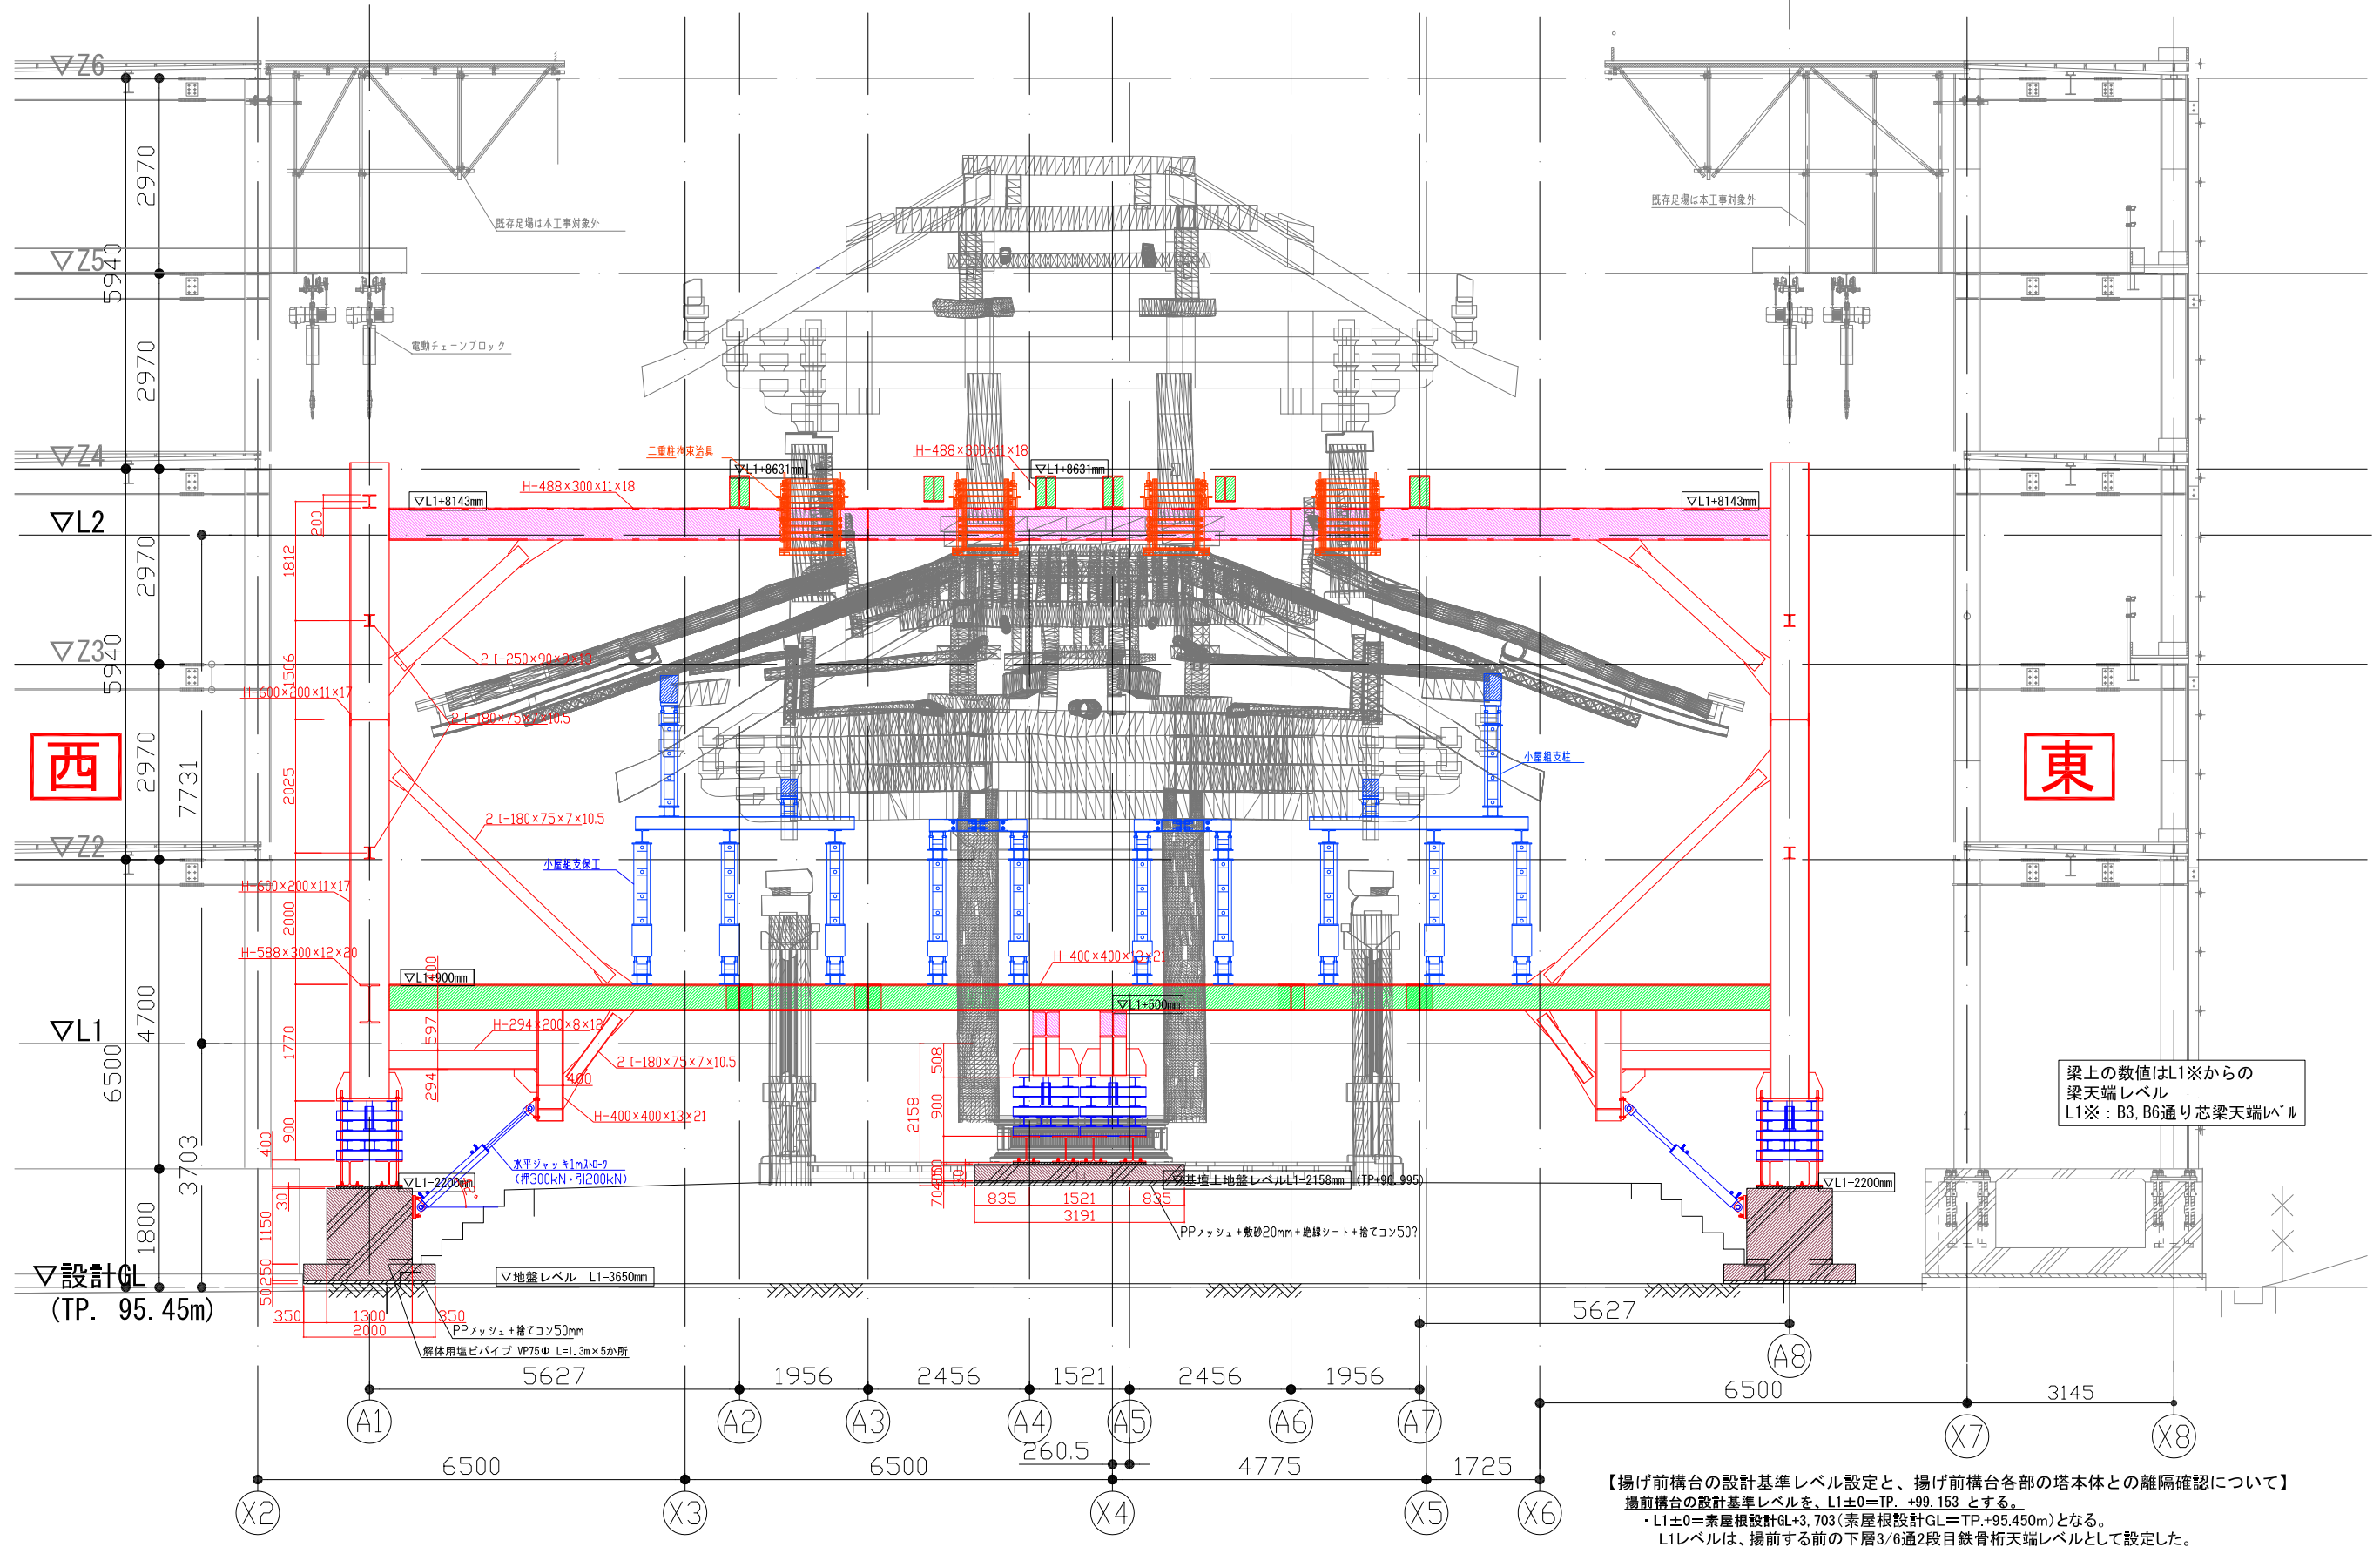 ▽Z6
2970
既存足場は本工事対象外
既存足場は本工事対象外
▽Z5
5940
2970
電動チェーンブロック
▽Z4
二重柱拘束治具
H-488×300×11×18
▽L1+8631mm
▽L1+8631mm
H-488×300×11×18
▽L1+8143mm
▽L1+8143mm
200
▽L2
1812
2970
▽Z3
5940
1506
2 [-250×90×9×13
H-600×200×11×17
2 [-180×75×7×10.5
西
東
2970
7731
2025
小屋組支柱
2 [-180×75×7×10.5
▽Z2
小屋組支保工
H-600×200×11×17
2000
H-588×300×12×20
▽L1+900mm
400
H-400×400×13×21
▽L1+500mm
4700
▽L1
6500
1770
597
H-294×200×8×12
2 [-180×75×7×10.5
294
400
H-400×400×13×21
508
900
2158
梁上の数値はL1※からの
梁天端レベル
L1※：B3,B6通り芯梁天端レベル
900
400
3703
水平ジャッキ1mストローク
(押300kN・引200kN)
▽L1-2200mm
▽L1-2200mm
▽基壇上地盤レベルL1-2158mm (TP+96.995)
30
1800
1150
835
1521
835
3191
PPメッシュ＋敷砂20mm＋絶縁シート＋捨てコン50?
▽設計GL
(TP. 95.45m)
250
50
▽地盤レベル L1-3650mm
350
1300
350
2000
PPメッシュ＋捨てコン50mm
解体用塩ビパイプ VP75Φ L=1.3m×5か所
5627
A8
5627
1956
2456
1521
2456
1956
6500
3145
A1
A2
A3
A4
A5
A6
A7
X7
X8
260.5
6500
6500
4775
1725
X2
X3
X4
X5
X6
【揚げ前構台の設計基準レベル設定と、揚げ前構台各部の塔本体との離隔確認について】
揚前構台の設計基準レベルを、L1±0＝TP. +99.153 とする。
・L1±0＝素屋根設計GL+3,703(素屋根設計GL＝TP.+95.450m)となる。
L1レベルは、揚前する前の下層3/6通2段目鉄骨桁天端レベルとして設定した。